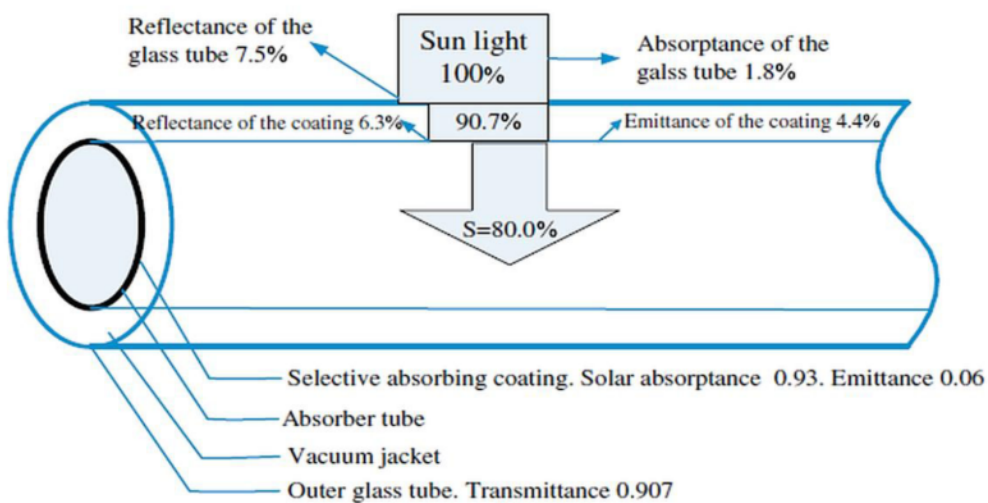 Reflectance of the
glass tube 7.5%
Sun light
100%
Absorptance of the
galss tube 1.8%
Reflectance of the coating 6.3%
90.7%
Emittance of the coating 4.4%
S=80.0%
Selective absorbing coating. Solar absorptance 0.93. Emittance 0.06
Absorber tube
Vacuum jacket
Outer glass tube. Transmittance 0.907